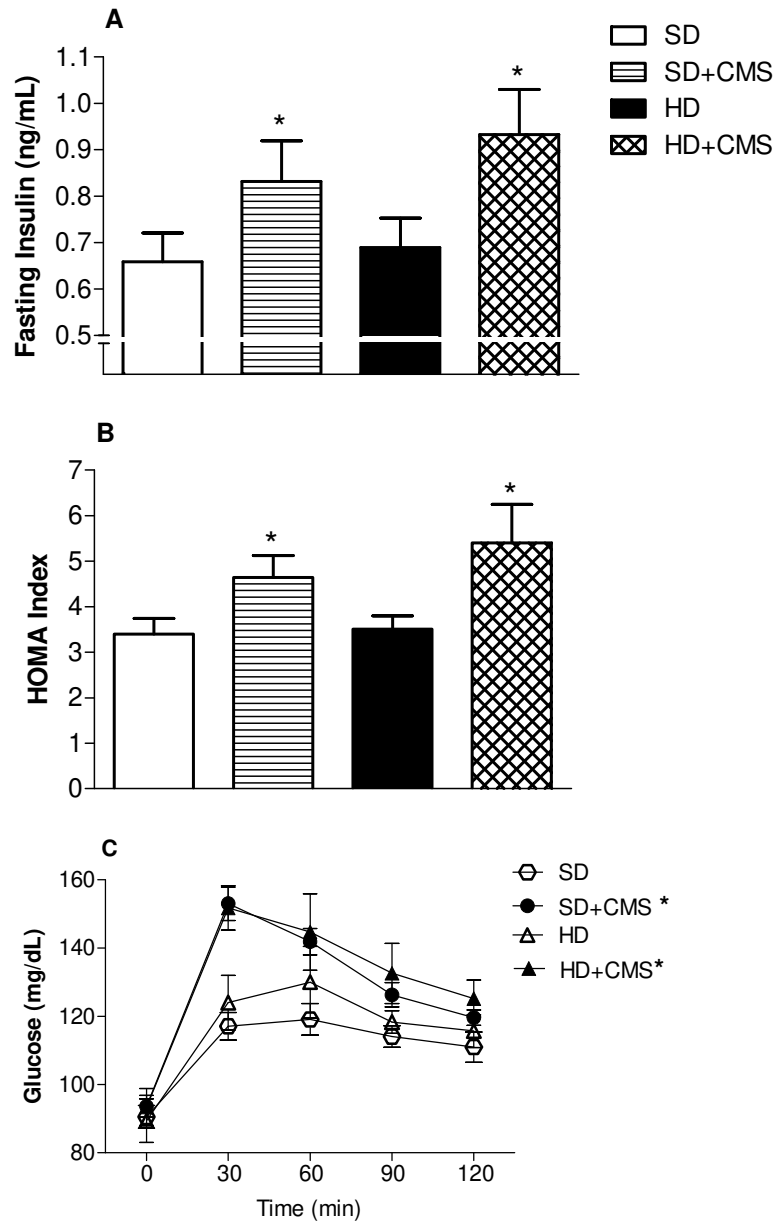 A
SD
SD+CMS
HD
HD+CMS
Fasting Insulin (ng/mL)
1.1
1.0
0.9
0.8
0.7
0.6
0.5
*
*
B
HOMA Index
7
6
5
4
3
2
1
0
*
*
C
SD
SD+CMS *
HD
HD+CMS*
Glucose (mg/dL)
160
140
120
100
80
0 30 60 90 120
Time (min)